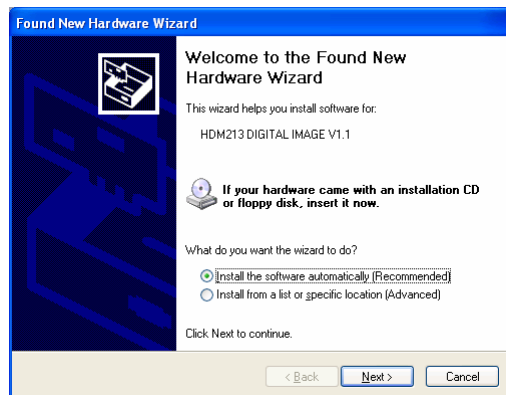 Found New Hardware Wizard
Welcome to the Found New
Hardware Wizard
This wizard helps you install software for:
HDM213 DIGITAL IMAGE V1.1
If your hardware came with an installation CD
or floppy disk, insert it now.
What do you want the wizard to do?
Install the software automatically (Recommended)
Install from a list or specific location (Advanced)
Click Next to continue.
< Back Next > Cancel